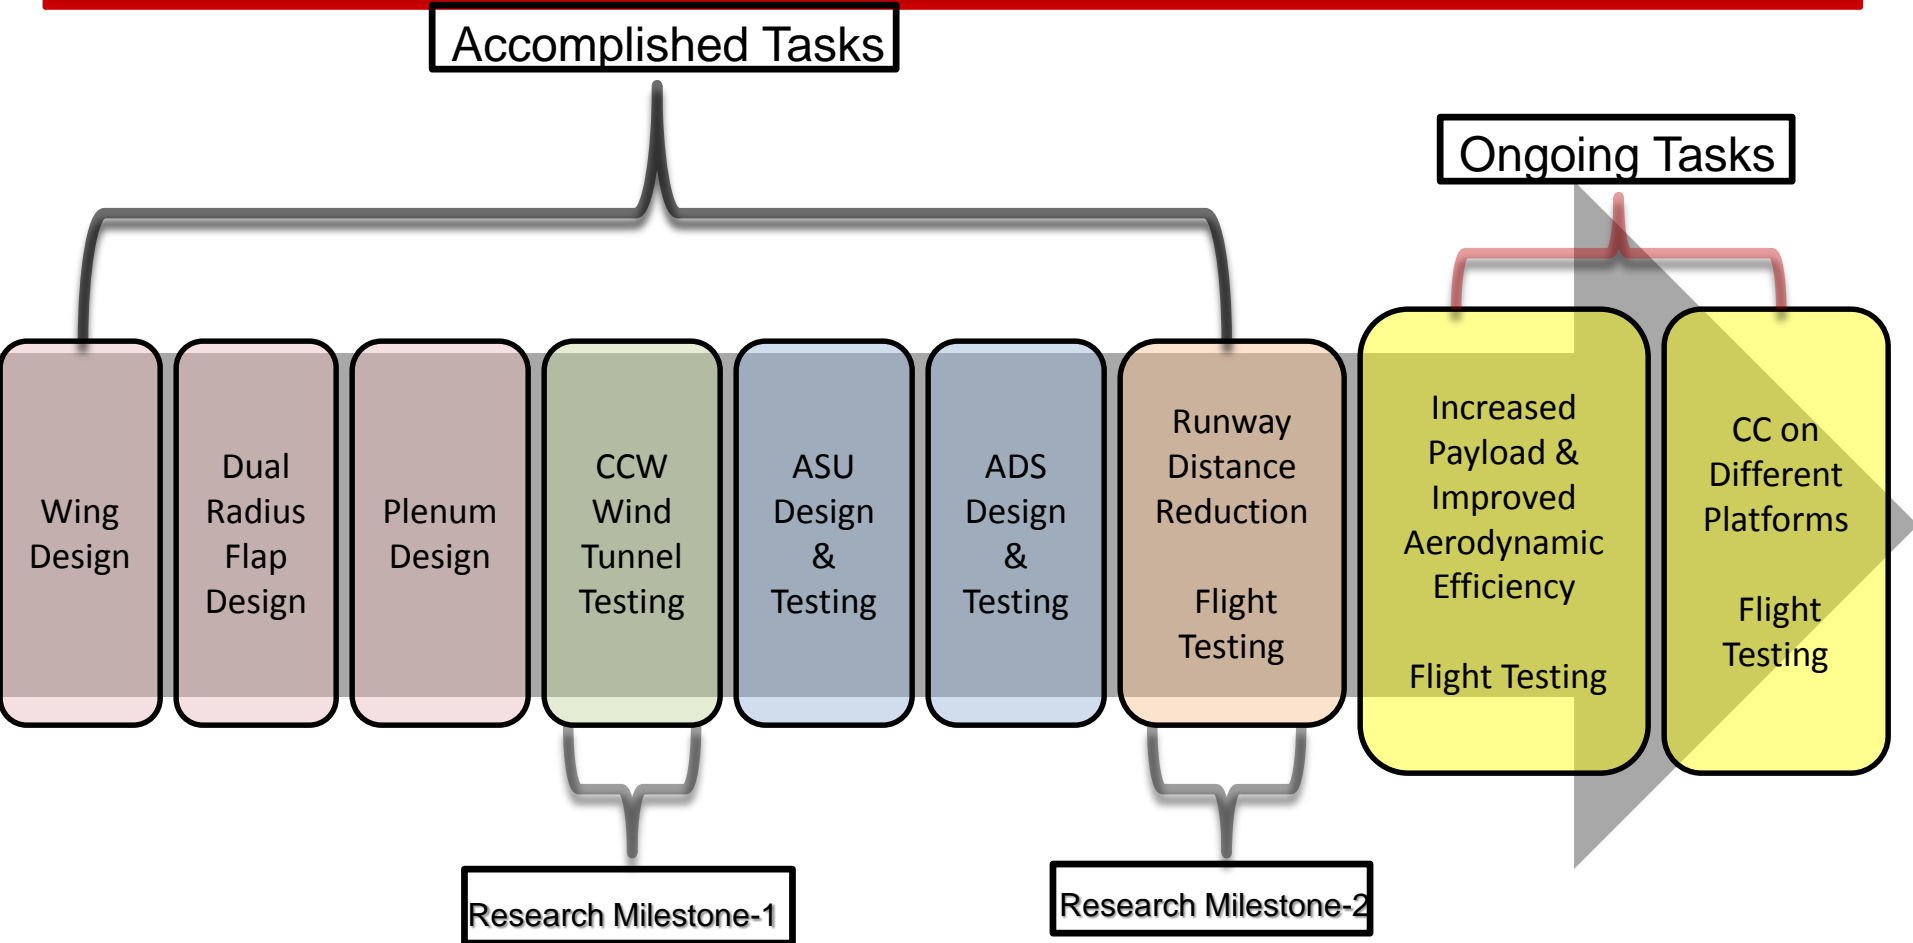 Accomplished Tasks
Ongoing Tasks
Wing
Design
Dual
Radius
Flap
Design
Plenum
Design
CCW
Wind
Tunnel
Testing
ASU
Design
&
Testing
ADS
Design
&
Testing
Runway
Distance
Reduction
Flight
Testing
Increased
Payload &
Improved
Aerodynamic
Efficiency
Flight Testing
CC on
Different
Platforms
Flight
Testing
Research Milestone-1
Research Milestone-2